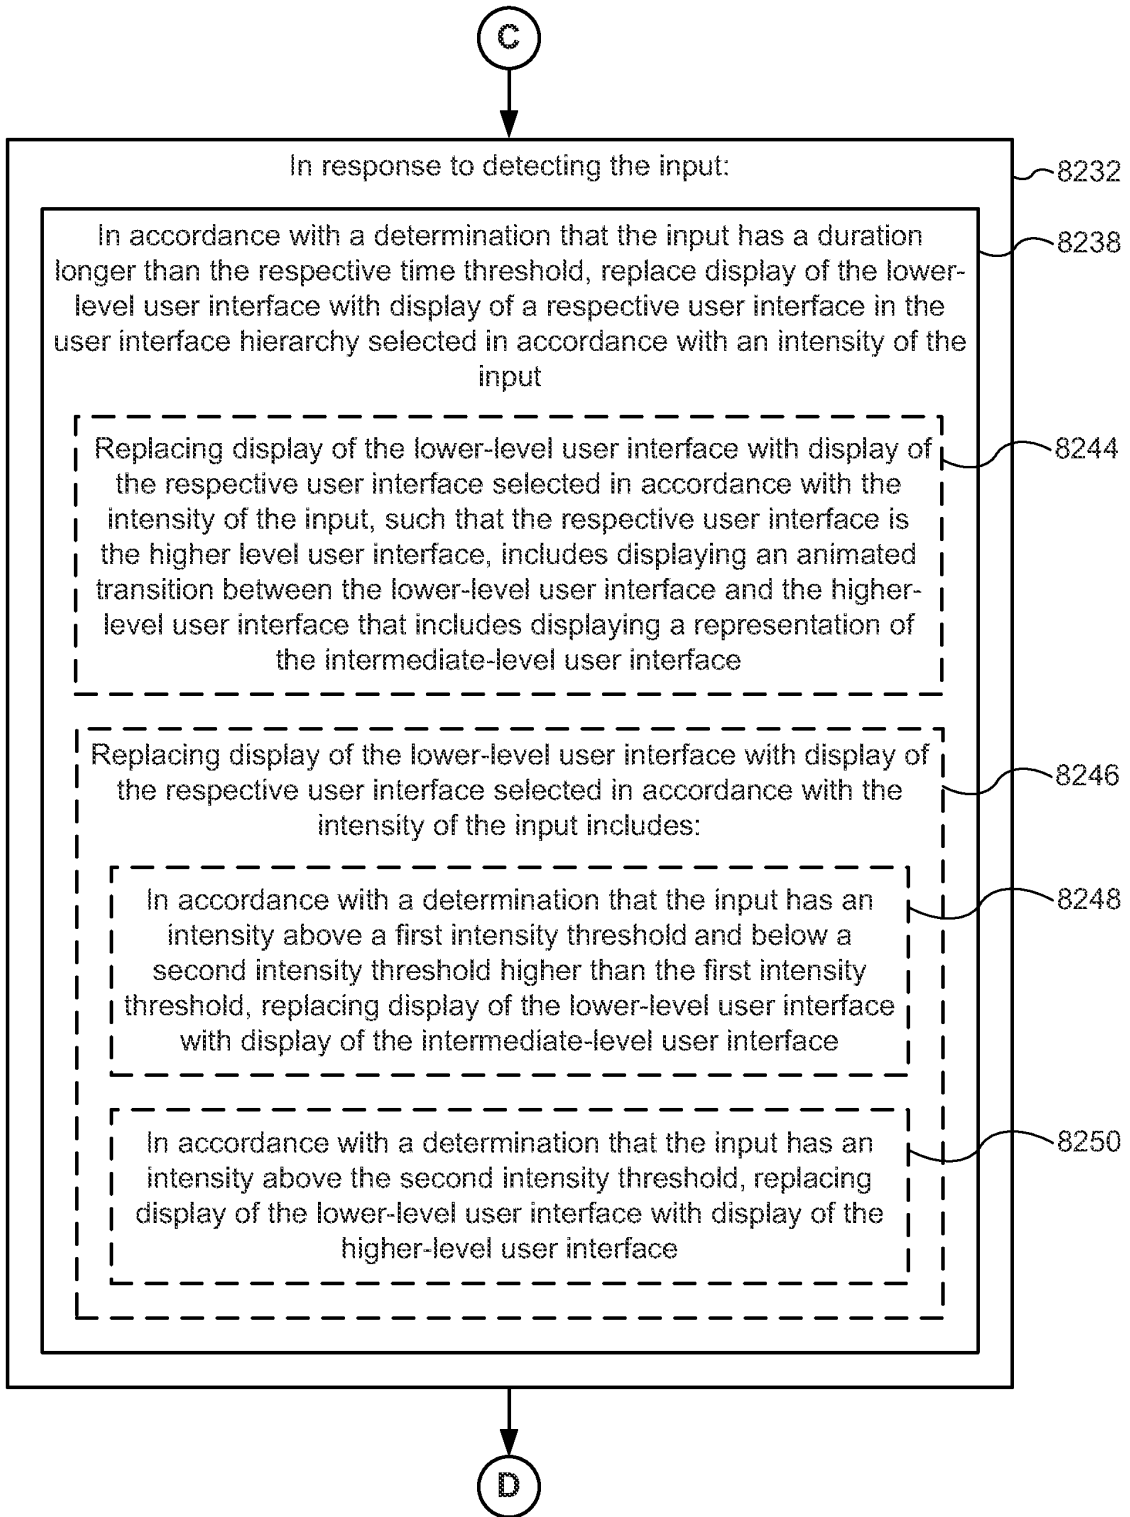 C
In response to detecting the input:
8232
In accordance with a determination that the input has a duration
longer than the respective time threshold, replace display of the lower-
level user interface with display of a respective user interface in the
user interface hierarchy selected in accordance with an intensity of the
input
8238
Replacing display of the lower-level user interface with display of
the respective user interface selected in accordance with the
intensity of the input, such that the respective user interface is
the higher level user interface, includes displaying an animated
transition between the lower-level user interface and the higher-
level user interface that includes displaying a representation of
the intermediate-level user interface
8244
Replacing display of the lower-level user interface with display of
the respective user interface selected in accordance with the
intensity of the input includes:
8246
In accordance with a determination that the input has an
intensity above a first intensity threshold and below a
second intensity threshold higher than the first intensity
threshold, replacing display of the lower-level user interface
with display of the intermediate-level user interface
8248
In accordance with a determination that the input has an
intensity above the second intensity threshold, replacing
display of the lower-level user interface with display of the
higher-level user interface
8250
D